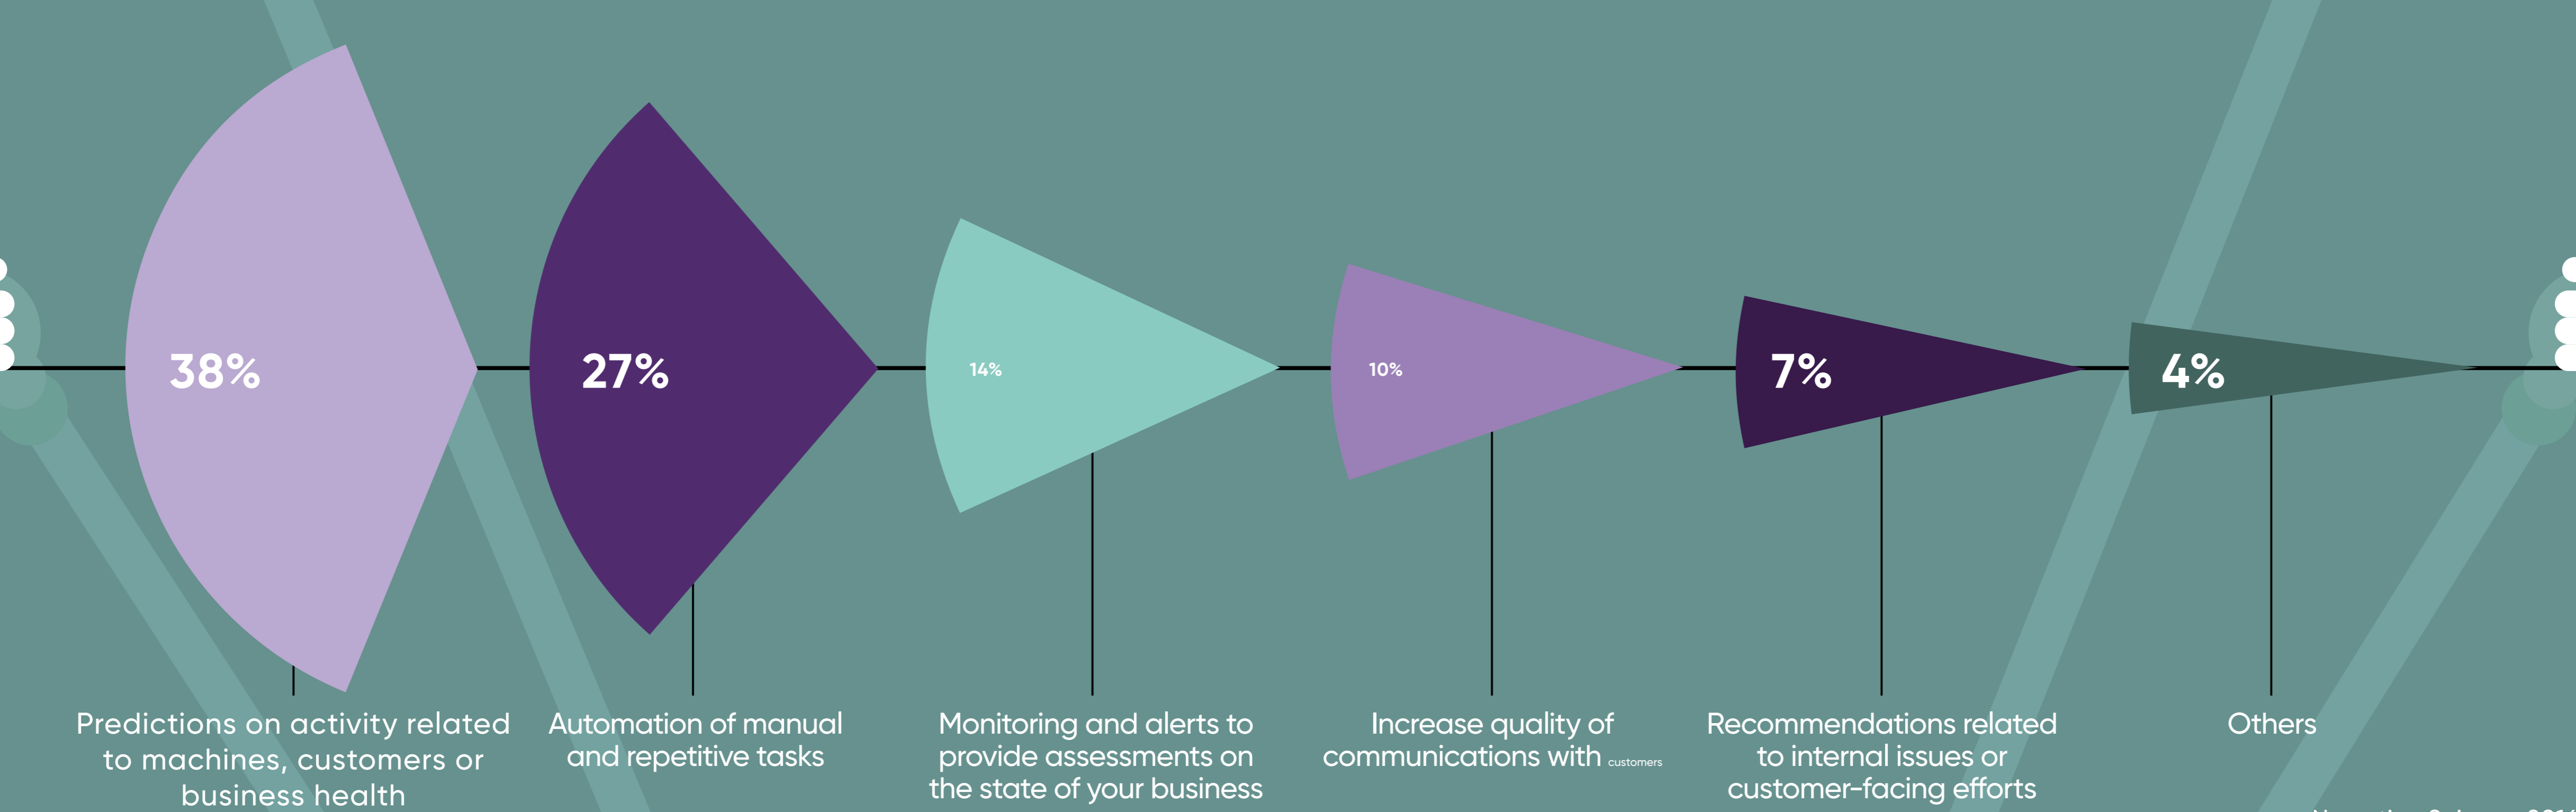 38%
27%
14%
10%
7%
4%
Predictions on activity related
to machines, customers or
business health
Automation of manual
and repetitive tasks
Monitoring and alerts to
provide assessments on
the state of your business
Increase quality of
communications with customers
Recommendations related
to internal issues or
customer-facing efforts
Others